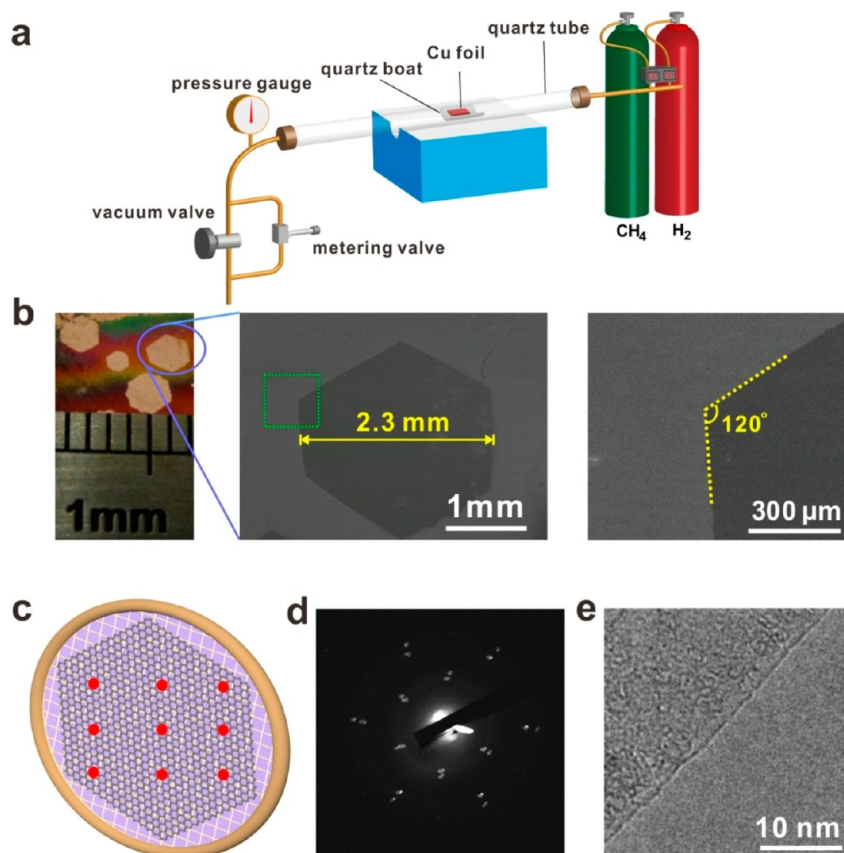 a
quartz tube
Cu foil
quartz boat
pressure gauge
vacuum valve
metering valve
CH₄ H₂
b
1mm
2.3 mm
1mm
120°
300 µm
c
d
e
10 nm